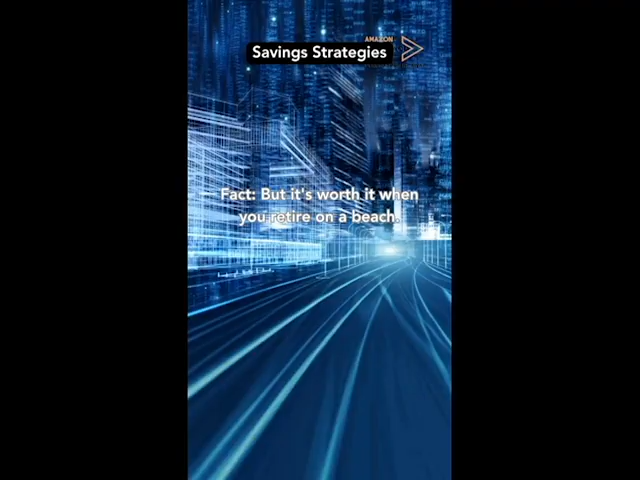 AMAZON
Savings Strategies
Fact: But it's worth it when
you retire on a beach.